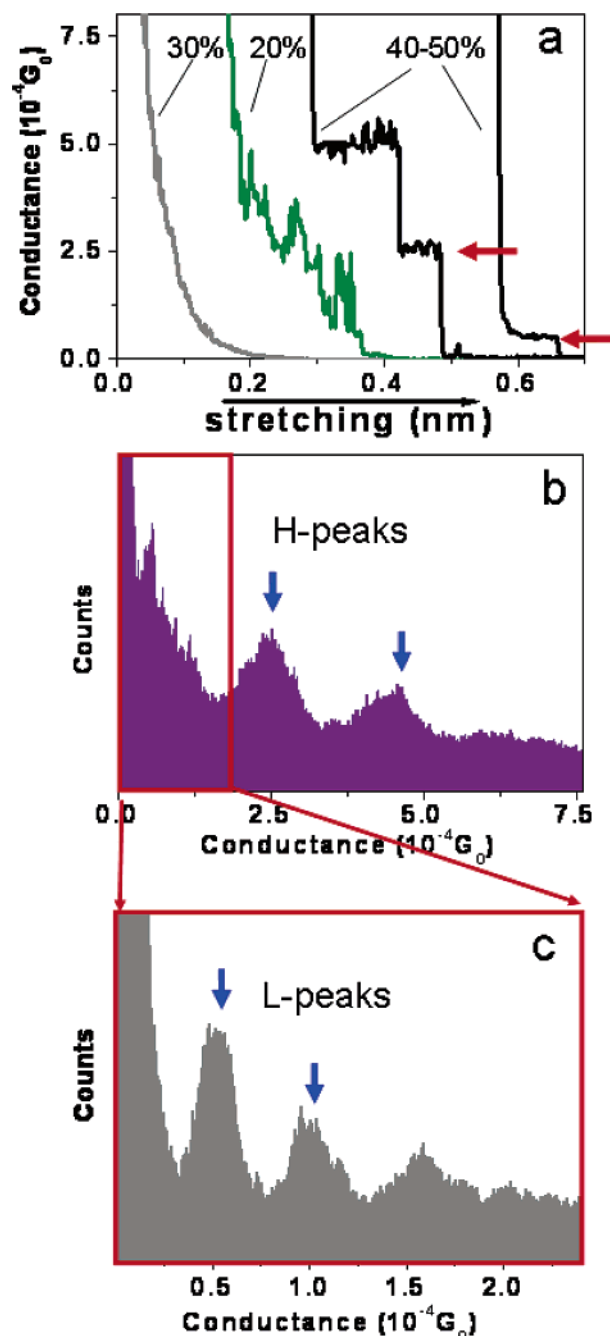 a
30%
20%
40-50%
7.5
5.0
2.5
0.0
Conductance (10⁻⁴G₀)
0.0 0.2 0.4 0.6
stretching (nm)
b
H-peaks
Counts
0.0 2.5 5.0 7.5
Conductance (10⁻⁴G₀)
c
L-peaks
Counts
0.5 1.0 1.5 2.0
Conductance (10⁻⁴G₀)